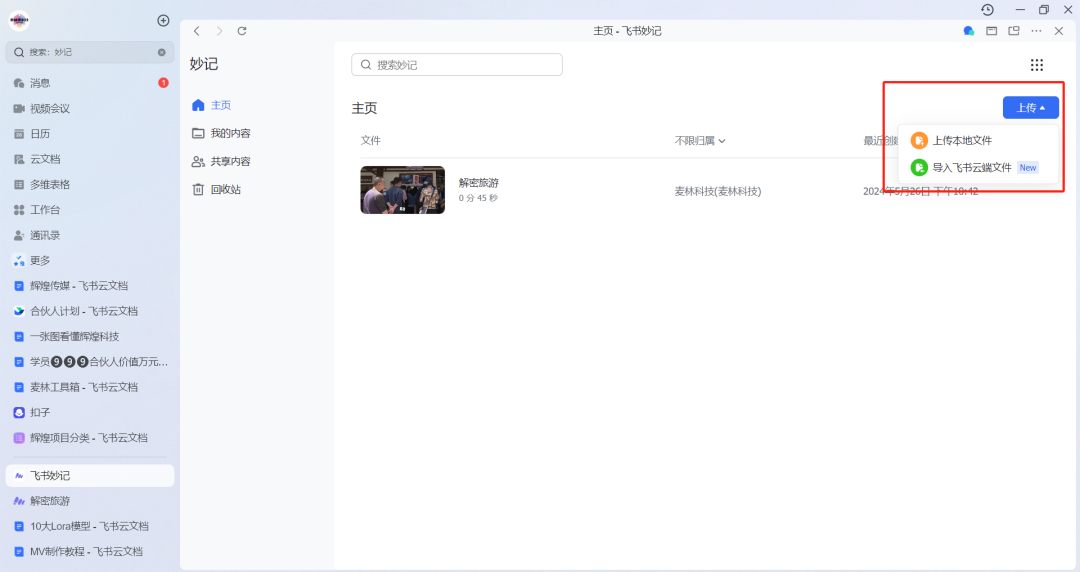 搜索: 妙记
消息
1
视频会议
日历
云文档
多维表格
工作台
通讯录
更多
辉煌传媒 - 飞书云文档
合伙人计划 - 飞书云文档
一张图看懂辉煌科技
学员❾❾❾合伙人价值万元...
麦林工具箱 - 飞书云文档
扣子
辉煌项目分类 - 飞书云文档
飞书妙记
解密旅游
10大Lora模型 - 飞书云文档
MV制作教程 - 飞书云文档
主页 - 飞书妙记
妙记
主页
我的内容
共享内容
回收站
搜索妙记
主页
上传
上传本地文件
导入飞书云端文件 New
文件
不限归属
最近创
解密旅游
0 分 45 秒
麦林科技(麦林科技)
2024年5月26日 下午10:42